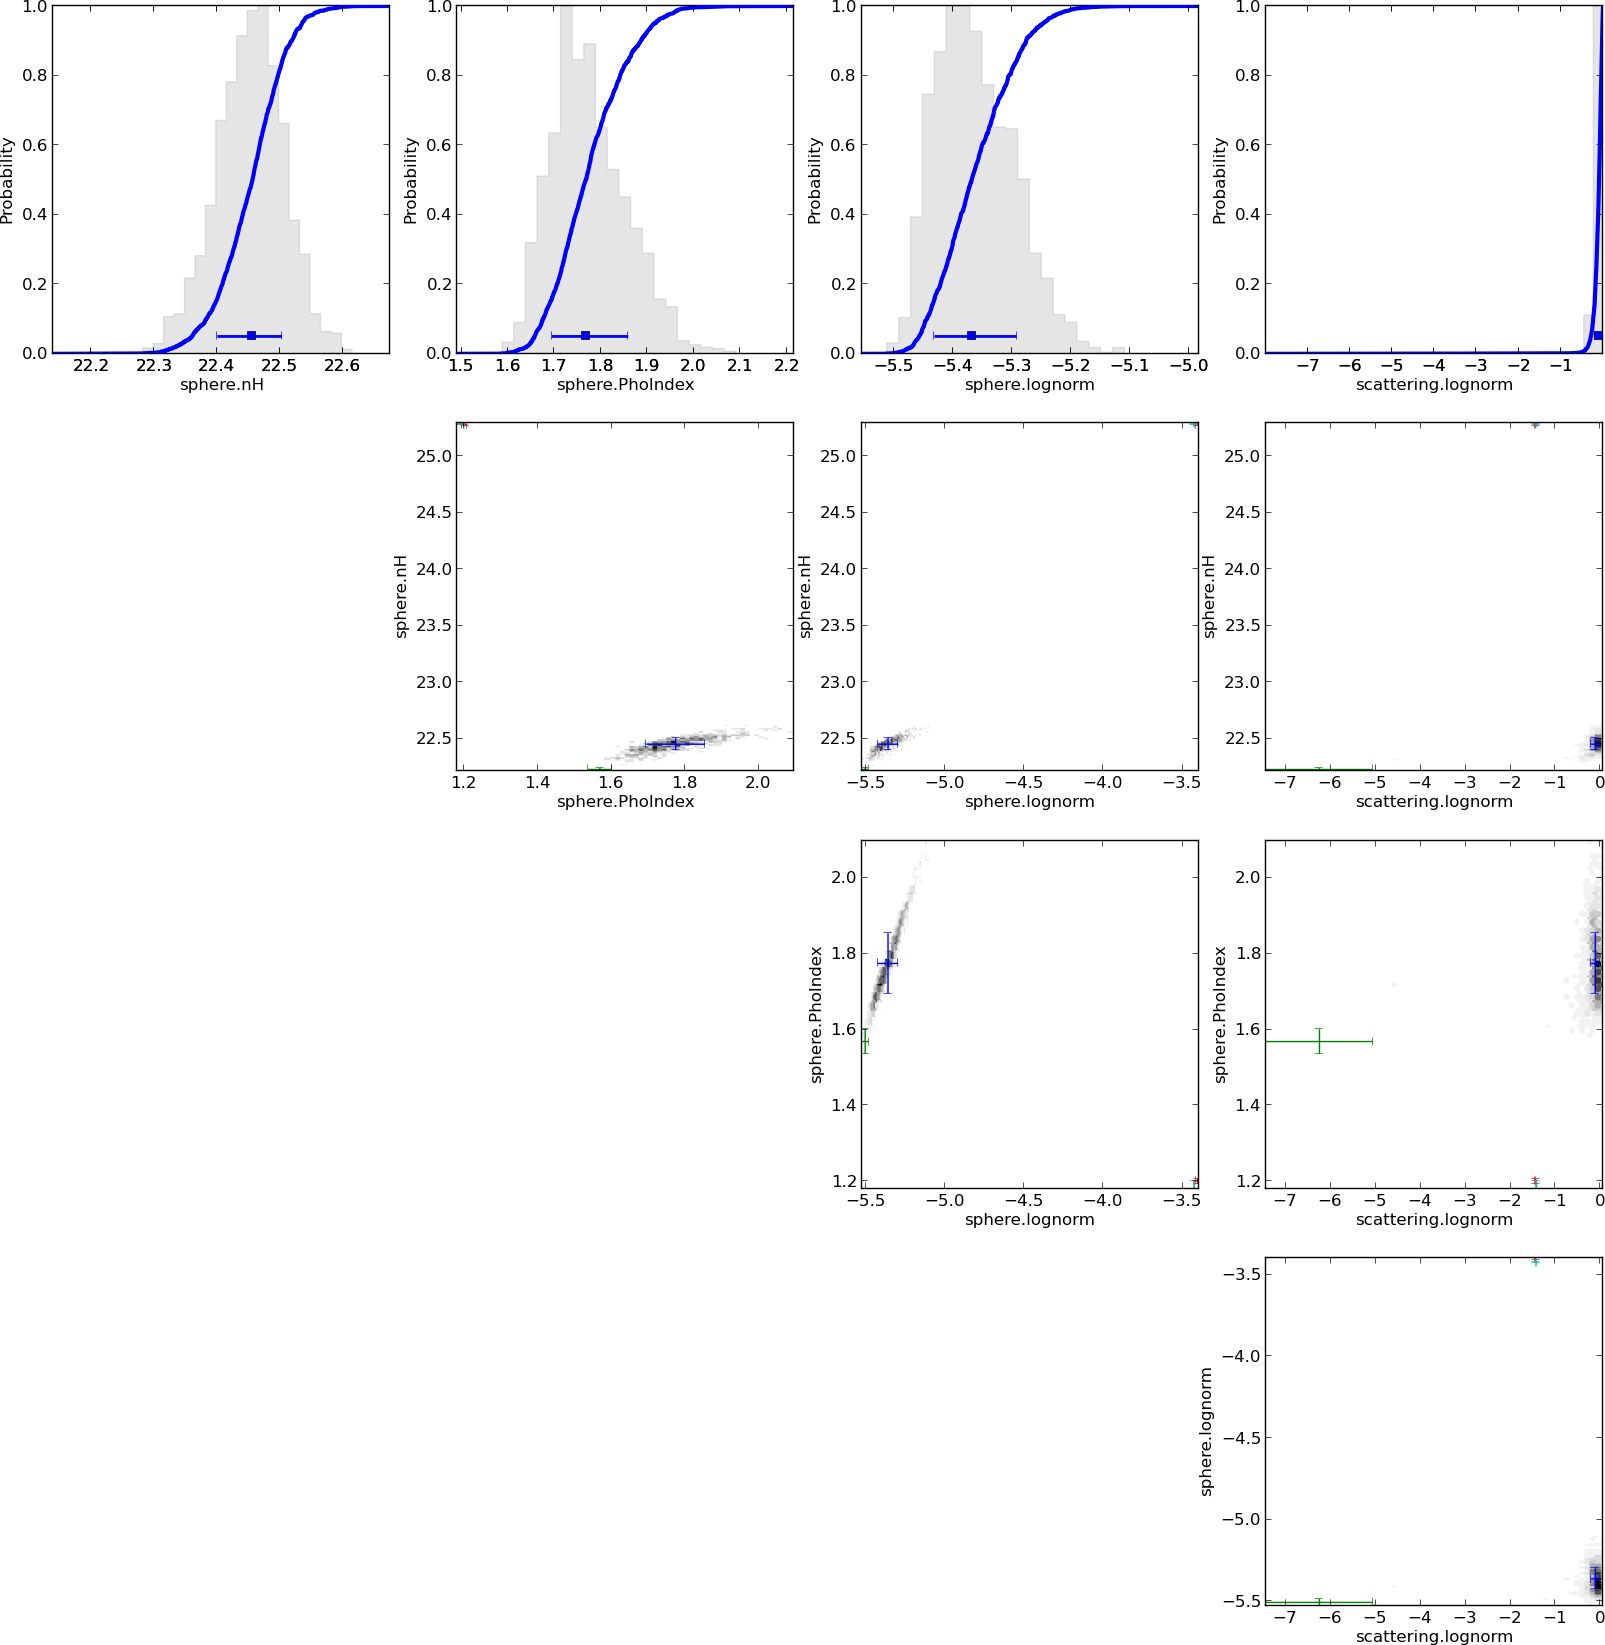 1.0 1.0 1.0 1.0
0.8 0.8 0.8 0.8
0.6 0.6 0.6 0.6
Probability Probability Probability Probability
0.4 0.4 0.4 0.4
0.2 0.2 0.2 0.2
0.0 0.0 0.0 0.0
22.2 22.3 22.4 22.5 22.6 1.5 1.6 1.7 1.8 1.9 2.0 2.1 2.2 −5.5 −5.4 −5.3 −5.2 −5.1 −5.0 −7 −6 −5 −4 −3 −2 −1
sphere.nH sphere.PhoIndex sphere.lognorm scattering.lognorm
25.0 25.0 25.0
24.5 24.5 24.5
24.0 24.0 24.0
sphere.nH sphere.nH sphere.nH
23.5 23.5 23.5
23.0 23.0 23.0
22.5 22.5 22.5
1.2 1.4 1.6 1.8 2.0 −5.5 −5.0 −4.5 −4.0 −3.5 −7 −6 −5 −4 −3 −2 −1 0
sphere.PhoIndex sphere.lognorm scattering.lognorm
2.0 2.0
1.8 1.8
sphere.PhoIndex sphere.PhoIndex
1.6 1.6
1.4 1.4
1.2 1.2
−5.5 −5.0 −4.5 −4.0 −3.5 −7 −6 −5 −4 −3 −2 −1 0
sphere.lognorm scattering.lognorm
−3.5
−4.0
sphere.lognorm
−4.5
−5.0
−5.5
−7 −6 −5 −4 −3 −2 −1 0
scattering.lognorm